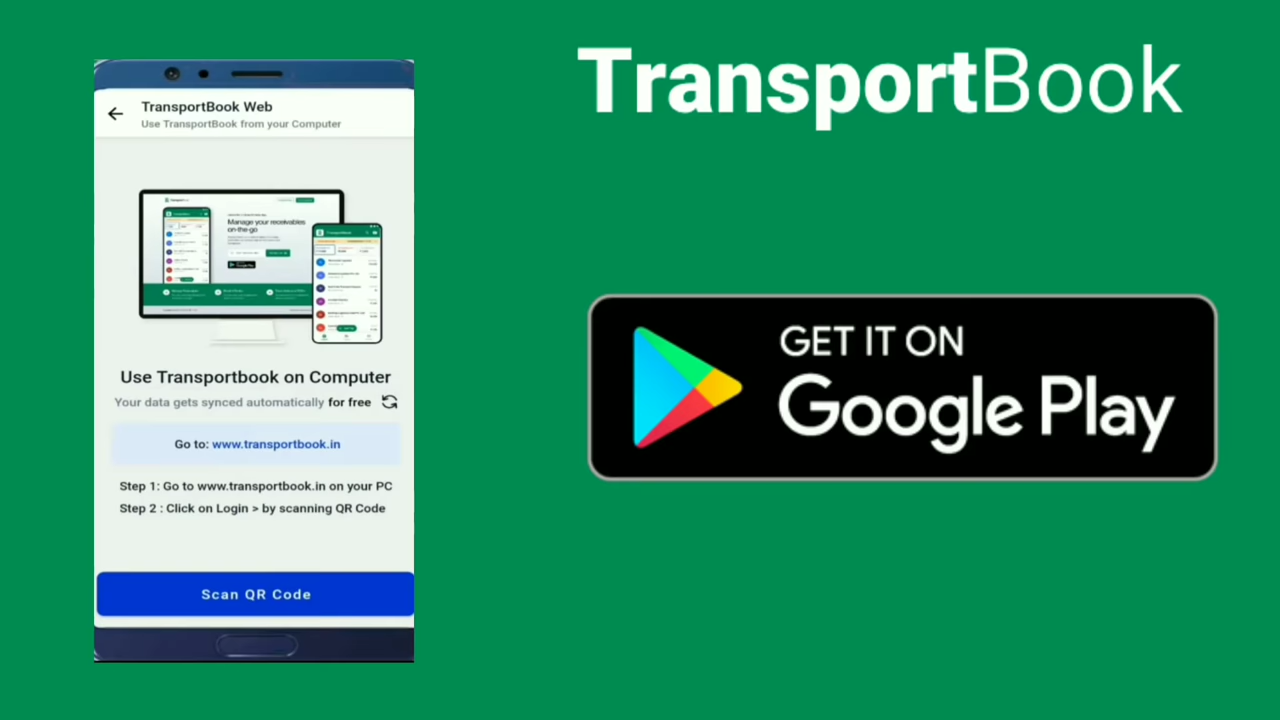 TransportBook
TransportBook Web
Use TransportBook from your Computer
Manage your receivables
on-the-go
Use Transportbook on Computer
Your data gets synced automatically for free
Go to: www.transportbook.in
Step 1: Go to www.transportbook.in on your PC
Step 2 : Click on Login > by scanning QR Code
Scan QR Code
GET IT ON
Google Play